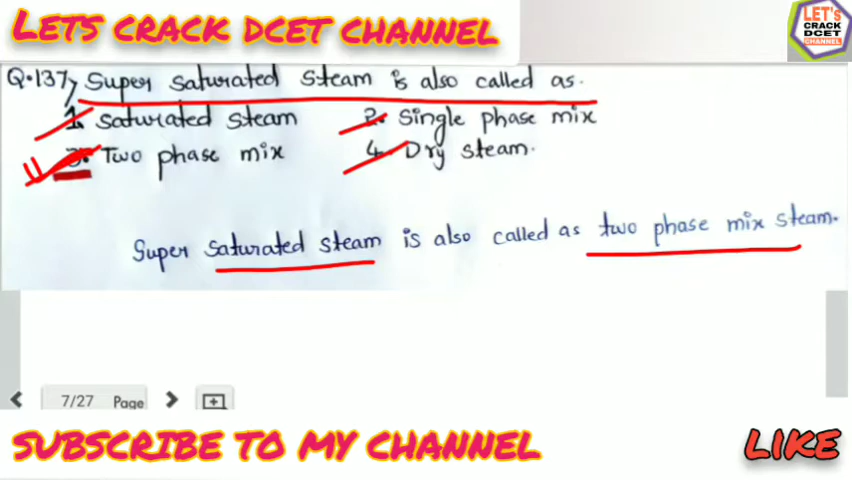 LETS CRACK DCET CHANNEL
LET'S
CRACK
DCET
CHANNEL
Q.137, Super saturated steam is also called as.
1. saturated steam 2. Single phase mix
3. Two phase mix 4. Dry steam.
Super saturated steam is also called as two phase mix steam.
7/27 Page
SUBSCRIBE TO MY CHANNEL
LIKE